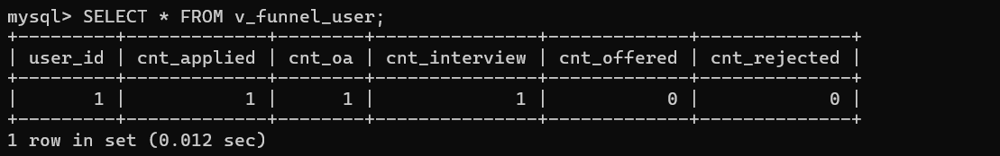 mysql> SELECT * FROM v_funnel_user;
+---------+-------------+--------+---------------+-------------+--------------+
| user_id | cnt_applied | cnt_oa | cnt_interview | cnt_offered | cnt_rejected |
+---------+-------------+--------+---------------+-------------+--------------+
|       1 |           1 |      1 |             1 |           0 |            0 |
+---------+-------------+--------+---------------+-------------+--------------+
1 row in set (0.012 sec)